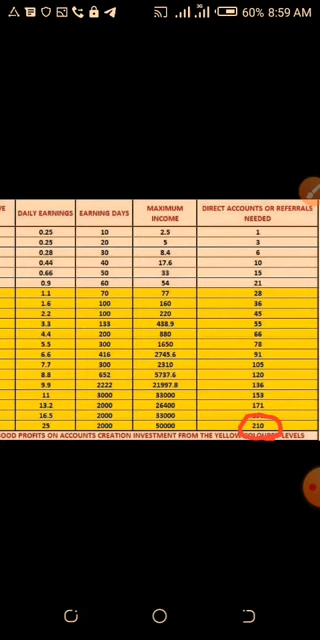 3G 60% 8:59 AM
VE DAILY EARNINGS EARNING DAYS MAXIMUM INCOME DIRECT ACCOUNTS OR REFERRALS NEEDED
0.25 10 2.5 1
0.25 20 5 3
0.28 30 8.4 6
0.44 40 17.6 10
0.66 50 33 15
0.9 60 54 21
1.1 70 77 28
1.6 100 160 36
2.2 100 220 45
3.3 133 438.9 55
4.4 200 880 66
5.5 300 1650 78
6.6 416 2745.6 91
7.7 300 2310 105
8.8 652 5737.6 120
9.9 2222 21997.8 136
11 3000 33000 153
13.2 2000 26400 171
16.5 2000 33000
25 2000 50000 210
OOD PROFITS ON ACCOUNTS CREATION INVESTMENT FROM THE YELLOW COLOURED LEVELS